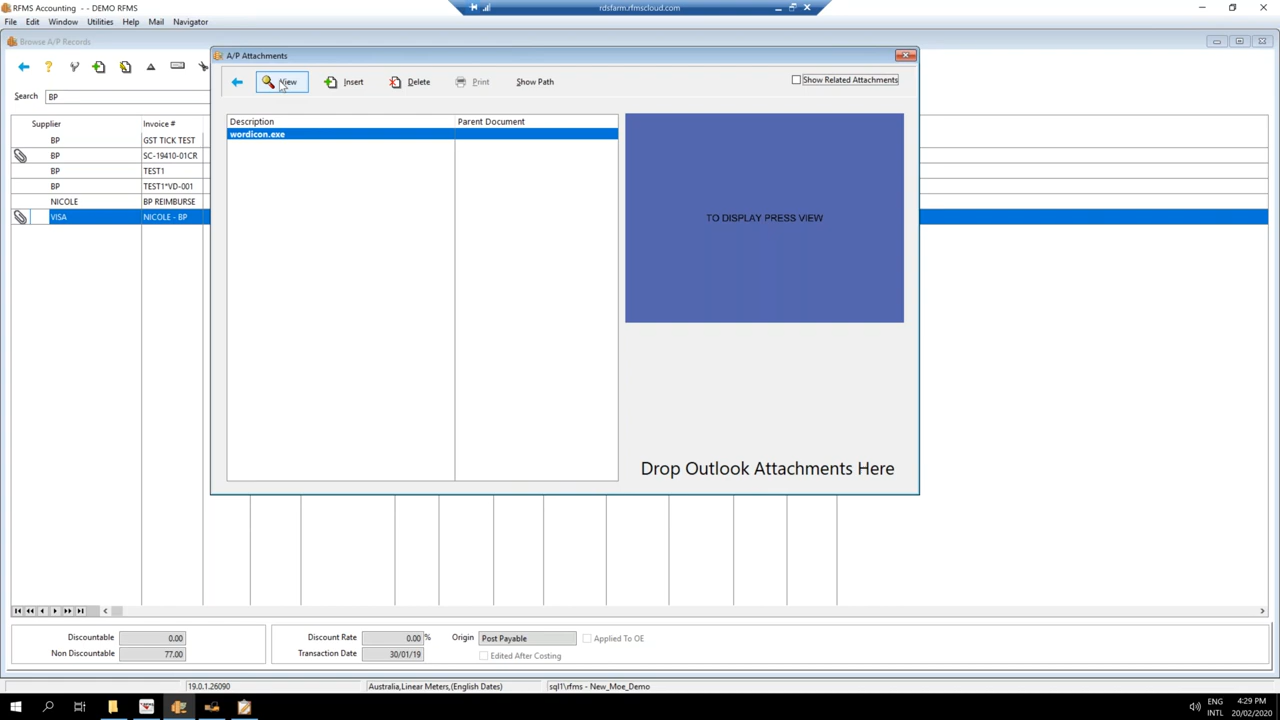 RFMS Accounting - - DEMO RFMS
rdsfarm.rfmscloud.com
File Edit Window Utilities Help Mail Navigator
Browse A/P Records
A/P Attachments
View Insert Delete Print Show Path
Show Related Attachments
Search BP
Supplier Invoice #
BP GST TICK TEST
BP SC-19410-01CR
BP TEST1
BP TEST1*VD-001
NICOLE BP REIMBURSE
VISA NICOLE - BP
Description Parent Document
wordicon.exe
TO DISPLAY PRESS VIEW
Drop Outlook Attachments Here
Discountable 0.00
Non Discountable 77.00
Discount Rate 0.00 %
Transaction Date 30/01/19
Origin Post Payable
Applied To OE
Edited After Costing
19.0.1.26090
Australia,Linear Meters,(English Dates)
sql1\rfms - New_Moe_Demo
ENG
INTL
4:29 PM
20/02/2020